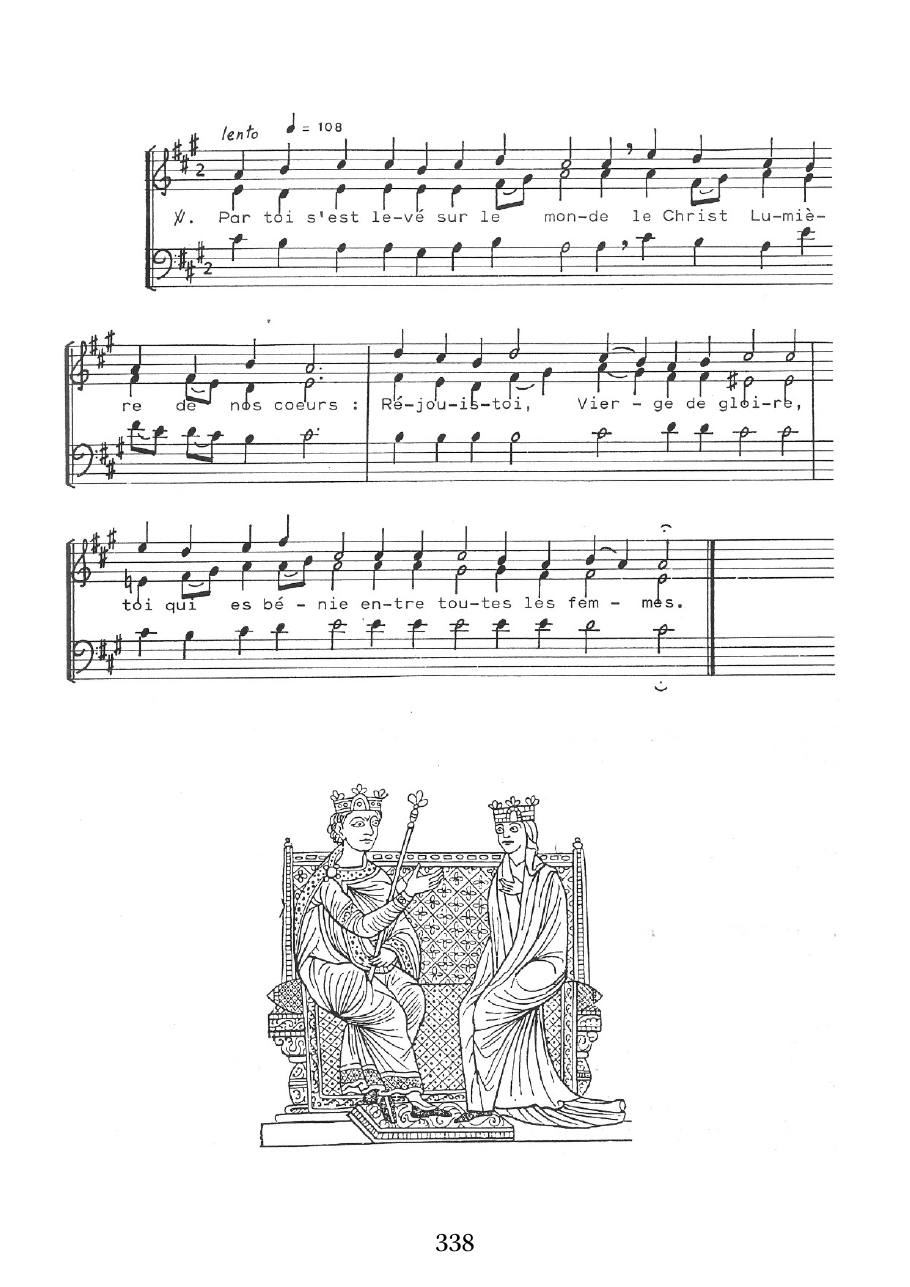 lento ♩ = 108
2
℣. Par toi s'est le-vé sur le mon-de le Christ Lu-miè-
2
re de nos coeurs : Ré-jou-is-toi, Vier - ge de gloi-re,
toi qui es bé - nie en-tre tou-tes les fem - mes.
338